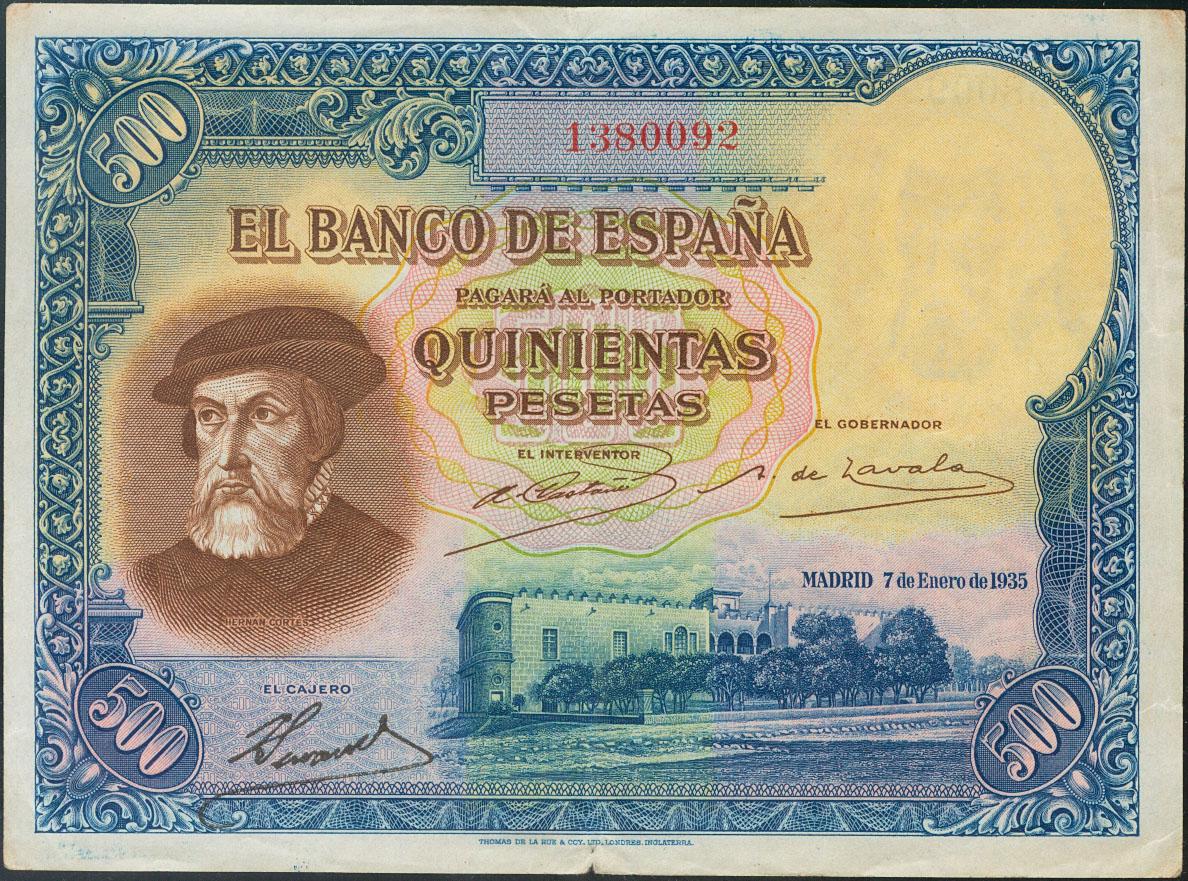 500
1380092
EL BANCO DE ESPAÑA
PAGARÁ AL PORTADOR
QUINIENTAS
PESETAS
EL GOBERNADOR
EL INTERVENTOR
A. de Zavala
MADRID 7 de Enero de 1935
HERNAN CORTES
EL CAJERO
500
500
THOMAS DE LA RUE & CCY. LTD. LONDRES. INGLATERRA.